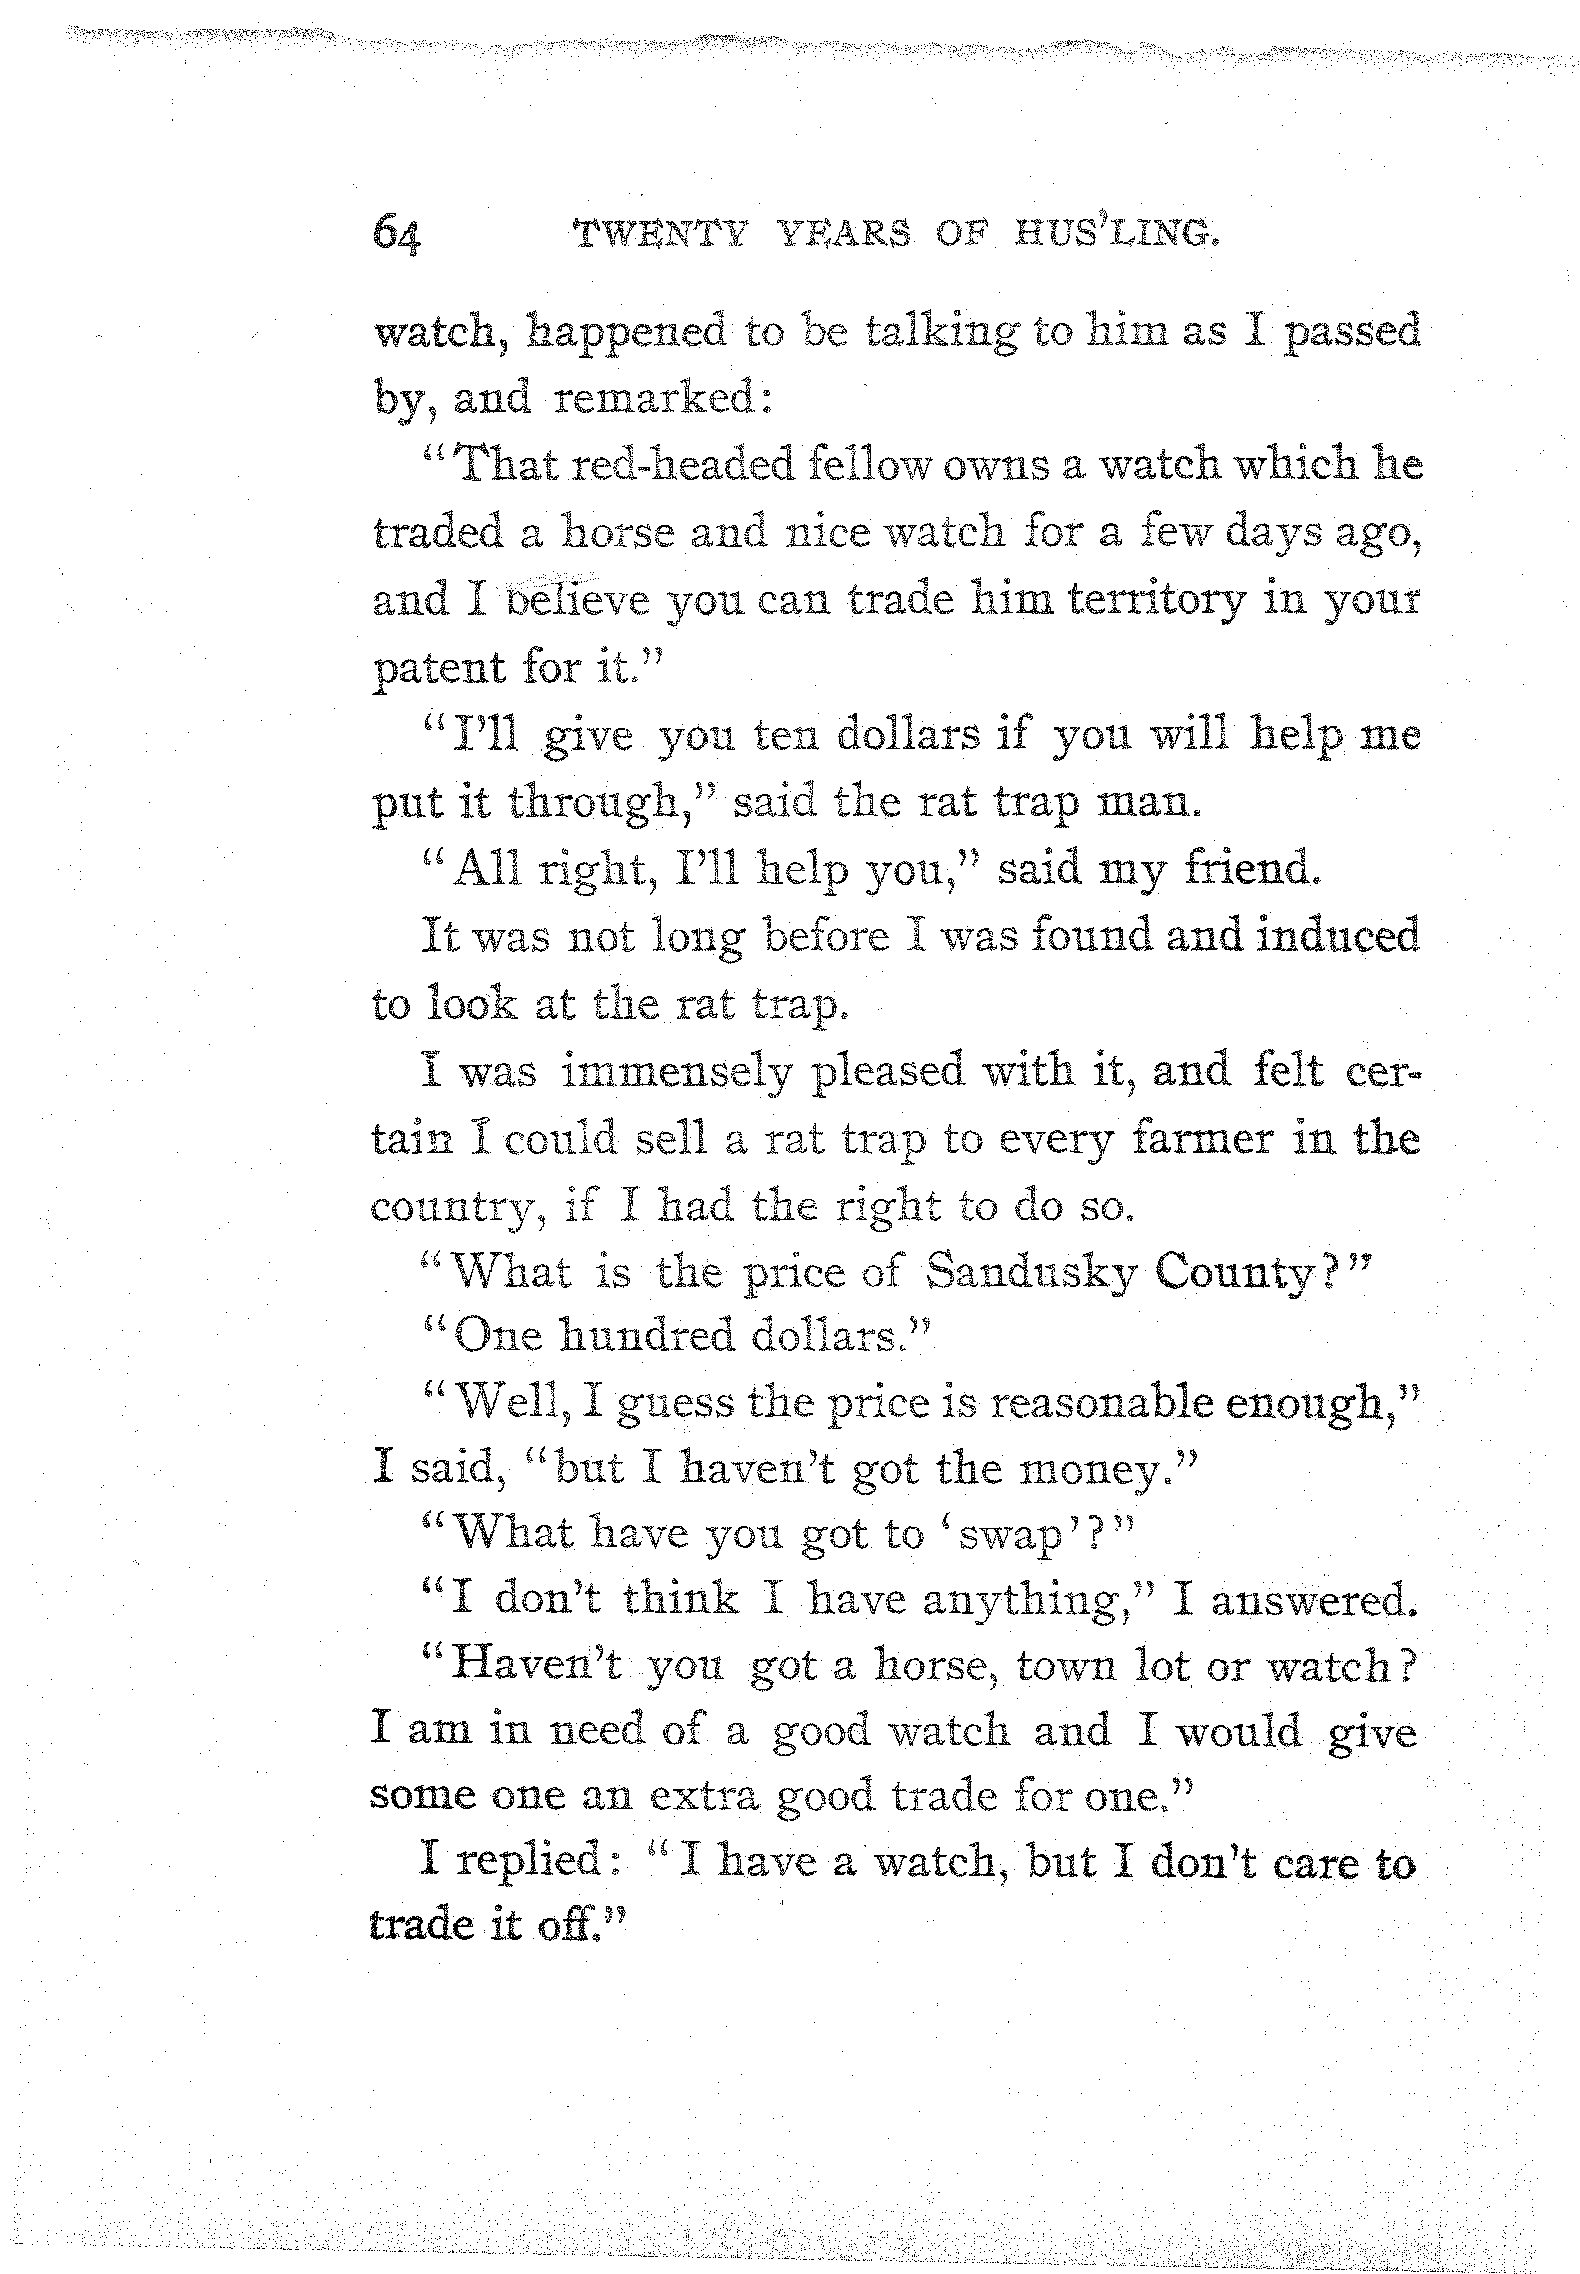 64 TWENTY YEARS OF HUS'LING.
watch, happened to be talking to him as I passed
by, and remarked:
"That red-headed fellow owns a watch which he
traded a horse and nice watch for a few days ago,
and I believe you can trade him territory in your
patent for it."
"I'll give you ten dollars if you will help me
put it through," said the rat trap man.
"All right, I'll help you," said my friend.
It was not long before I was found and induced
to look at the rat trap.
I was immensely pleased with it, and felt cer-
tain I could sell a rat trap to every farmer in the
country, if I had the right to do so.
"What is the price of Sandusky County?"
"One hundred dollars."
"Well, I guess the price is reasonable enough,"
I said, "but I haven't got the money."
"What have you got to 'swap'?"
"I don't think I have anything," I answered.
"Haven't you got a horse, town lot or watch?
I am in need of a good watch and I would give
some one an extra good trade for one."
I replied: "I have a watch, but I don't care to
trade it off."